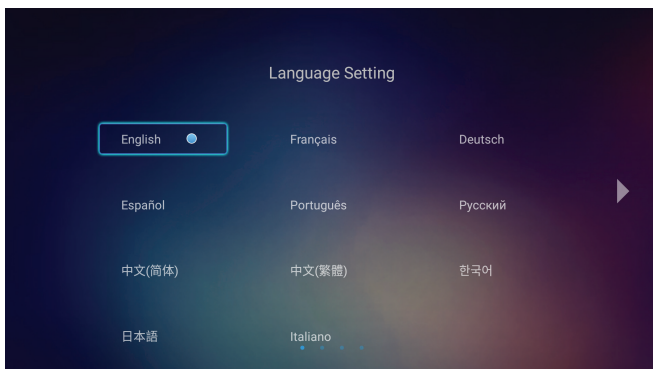 Language Setting
English Français Deutsch
Español Português Русский
中文(简体) 中文(繁體) 한국어
日本語 Italiano